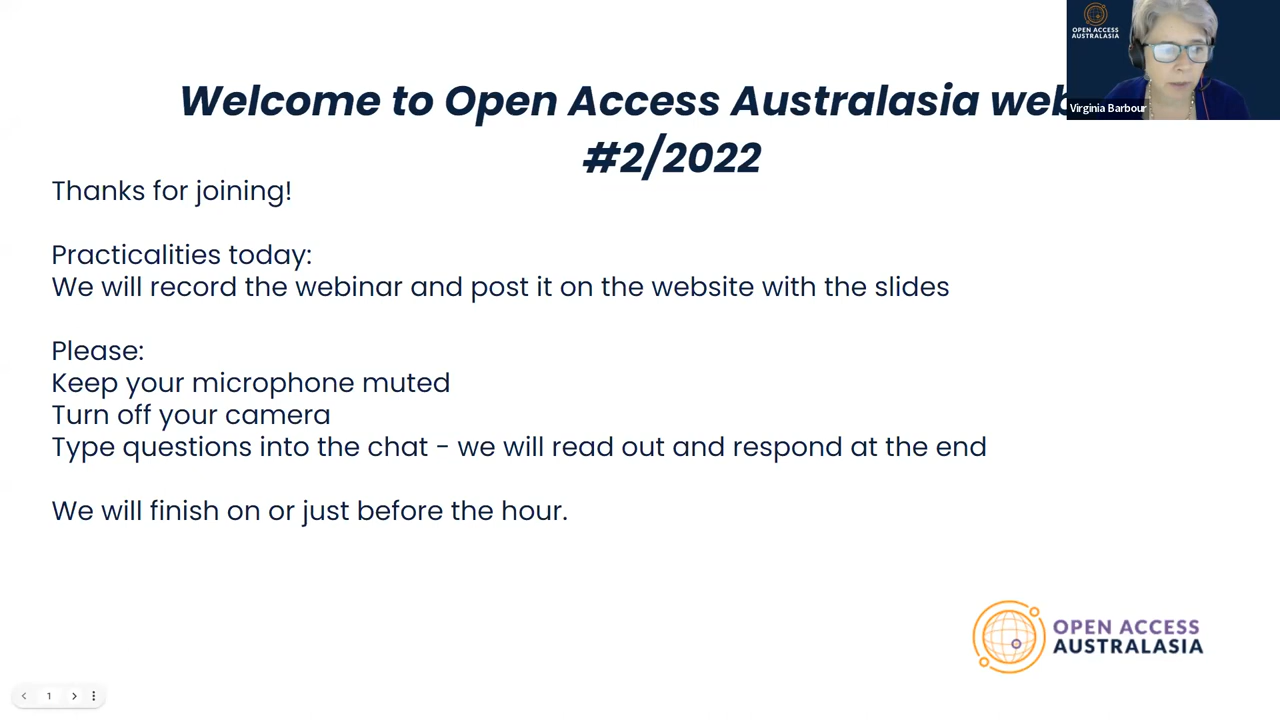 OPEN ACCESS
AUSTRALASIA
Virginia Barbour
Welcome to Open Access Australasia web
#2/2022
Thanks for joining!
Practicalities today:
We will record the webinar and post it on the website with the slides
Please:
Keep your microphone muted
Turn off your camera
Type questions into the chat - we will read out and respond at the end
We will finish on or just before the hour.
OPEN ACCESS
AUSTRALASIA
1